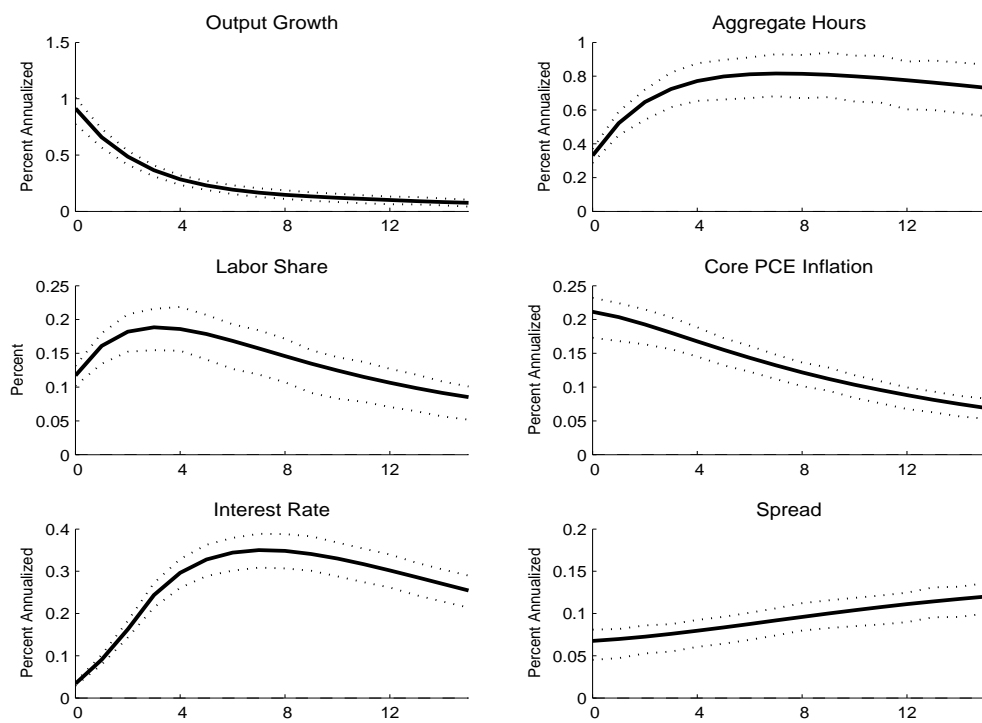 Output Growth
Percent Annualized
1.5
1
0.5
0
0 4 8 12
Aggregate Hours
Percent Annualized
1
0.8
0.6
0.4
0.2
0
0 4 8 12
Labor Share
Percent
0.25
0.2
0.15
0.1
0.05
0
0 4 8 12
Core PCE Inflation
Percent Annualized
0.25
0.2
0.15
0.1
0.05
0
0 4 8 12
Interest Rate
Percent Annualized
0.4
0.3
0.2
0.1
0
0 4 8 12
Spread
Percent Annualized
0.2
0.15
0.1
0.05
0
0 4 8 12